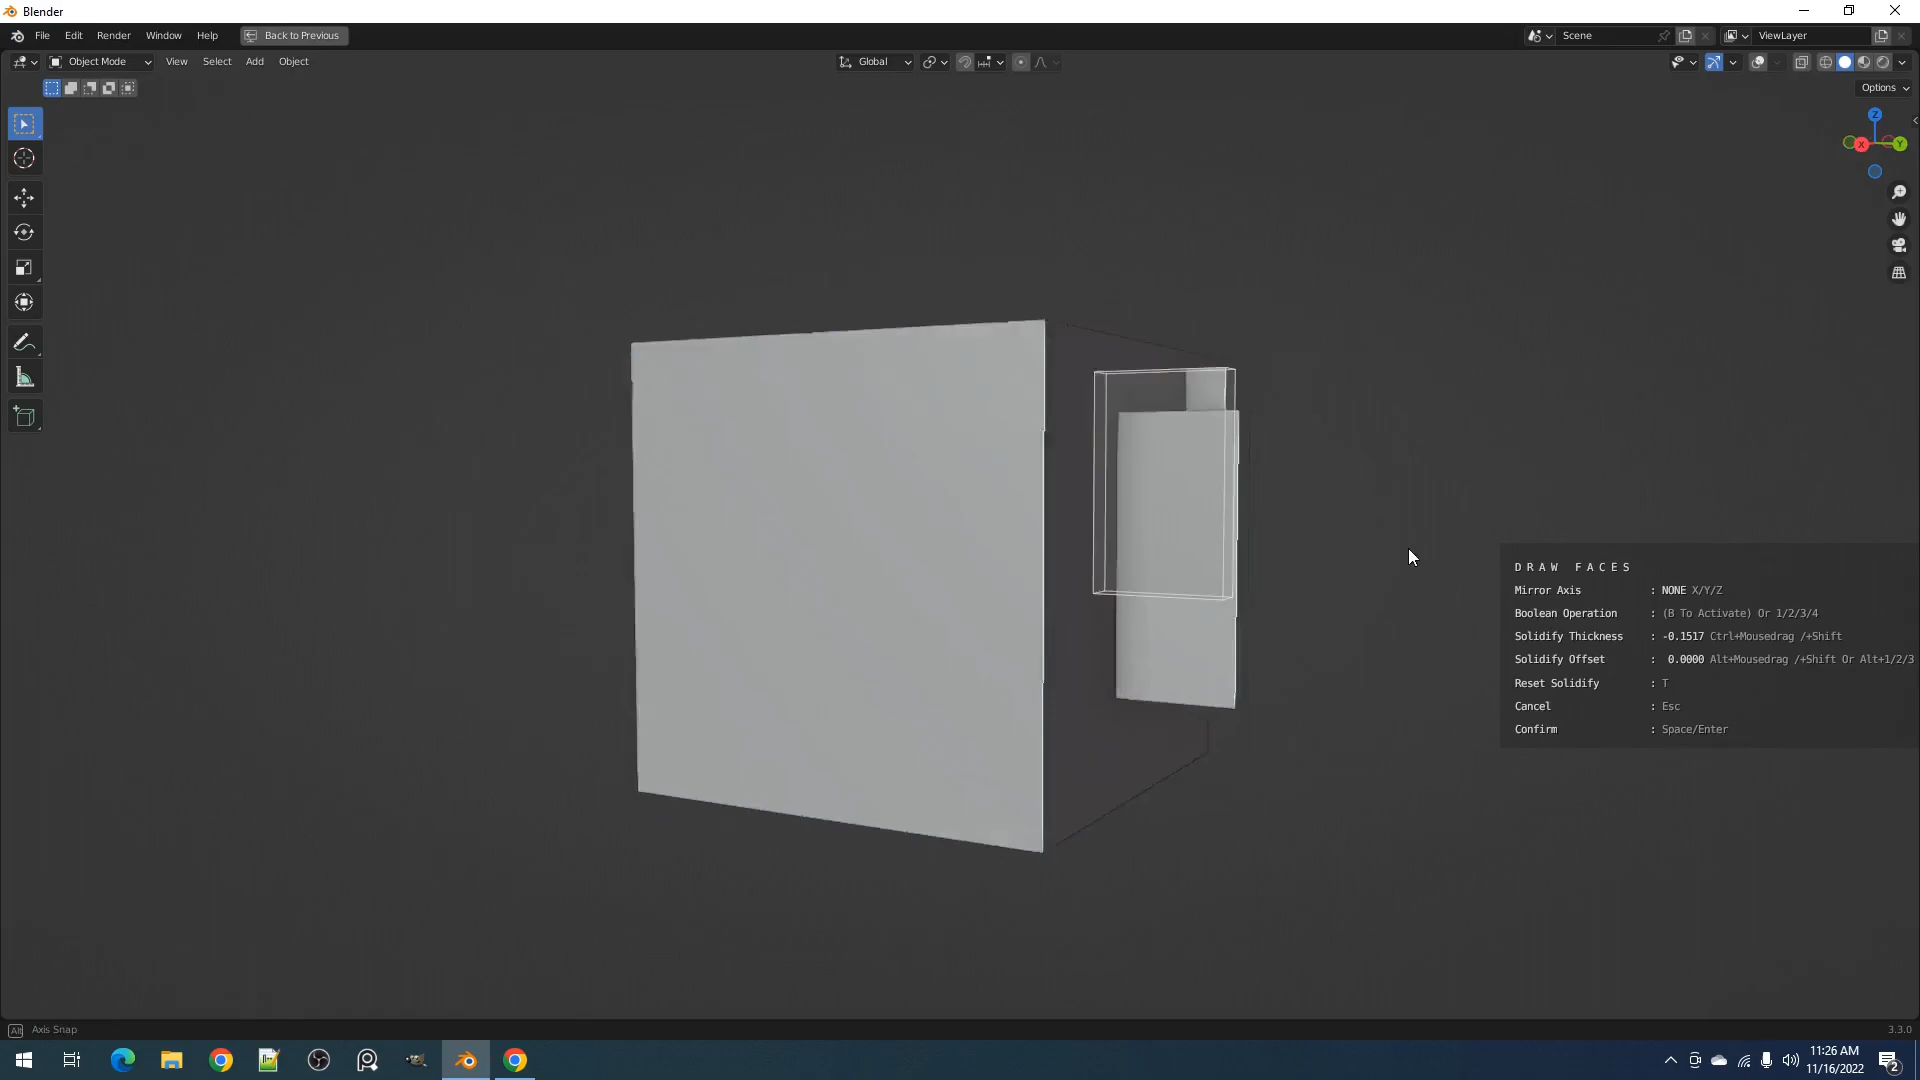 Blender
File Edit Render Window Help Back to Previous Scene ViewLayer
Object Mode View Select Add Object Global
Options
Z
X Y
DRAW FACES
Mirror Axis : NONE X/Y/Z
Boolean Operation : (B To Activate) Or 1/2/3/4
Solidify Thickness : -0.1517 Ctrl+Mousedrag /+Shift
Solidify Offset : 0.0000 Alt+Mousedrag /+Shift Or Alt+1/2/3
Reset Solidify : T
Cancel : Esc
Confirm : Space/Enter
Alt Axis Snap 3.3.0
11:26 AM
11/16/2022
2